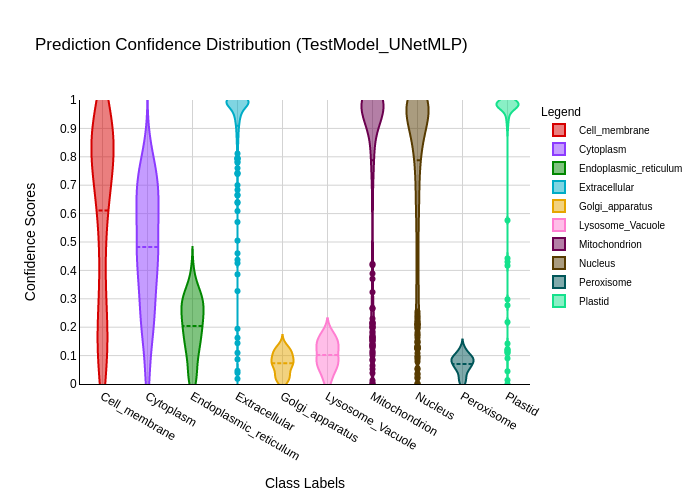 Prediction Confidence Distribution (TestModel_UNetMLP)
Legend
Cell_membrane
Cytoplasm
Endoplasmic_reticulum
Extracellular
Golgi_apparatus
Lysosome_Vacuole
Mitochondrion
Nucleus
Peroxisome
Plastid
Confidence Scores
1
0.9
0.8
0.7
0.6
0.5
0.4
0.3
0.2
0.1
0
Cell_membrane
Cytoplasm
Endoplasmic_reticulum
Extracellular
Golgi_apparatus
Lysosome_Vacuole
Mitochondrion
Nucleus
Peroxisome
Plastid
Class Labels